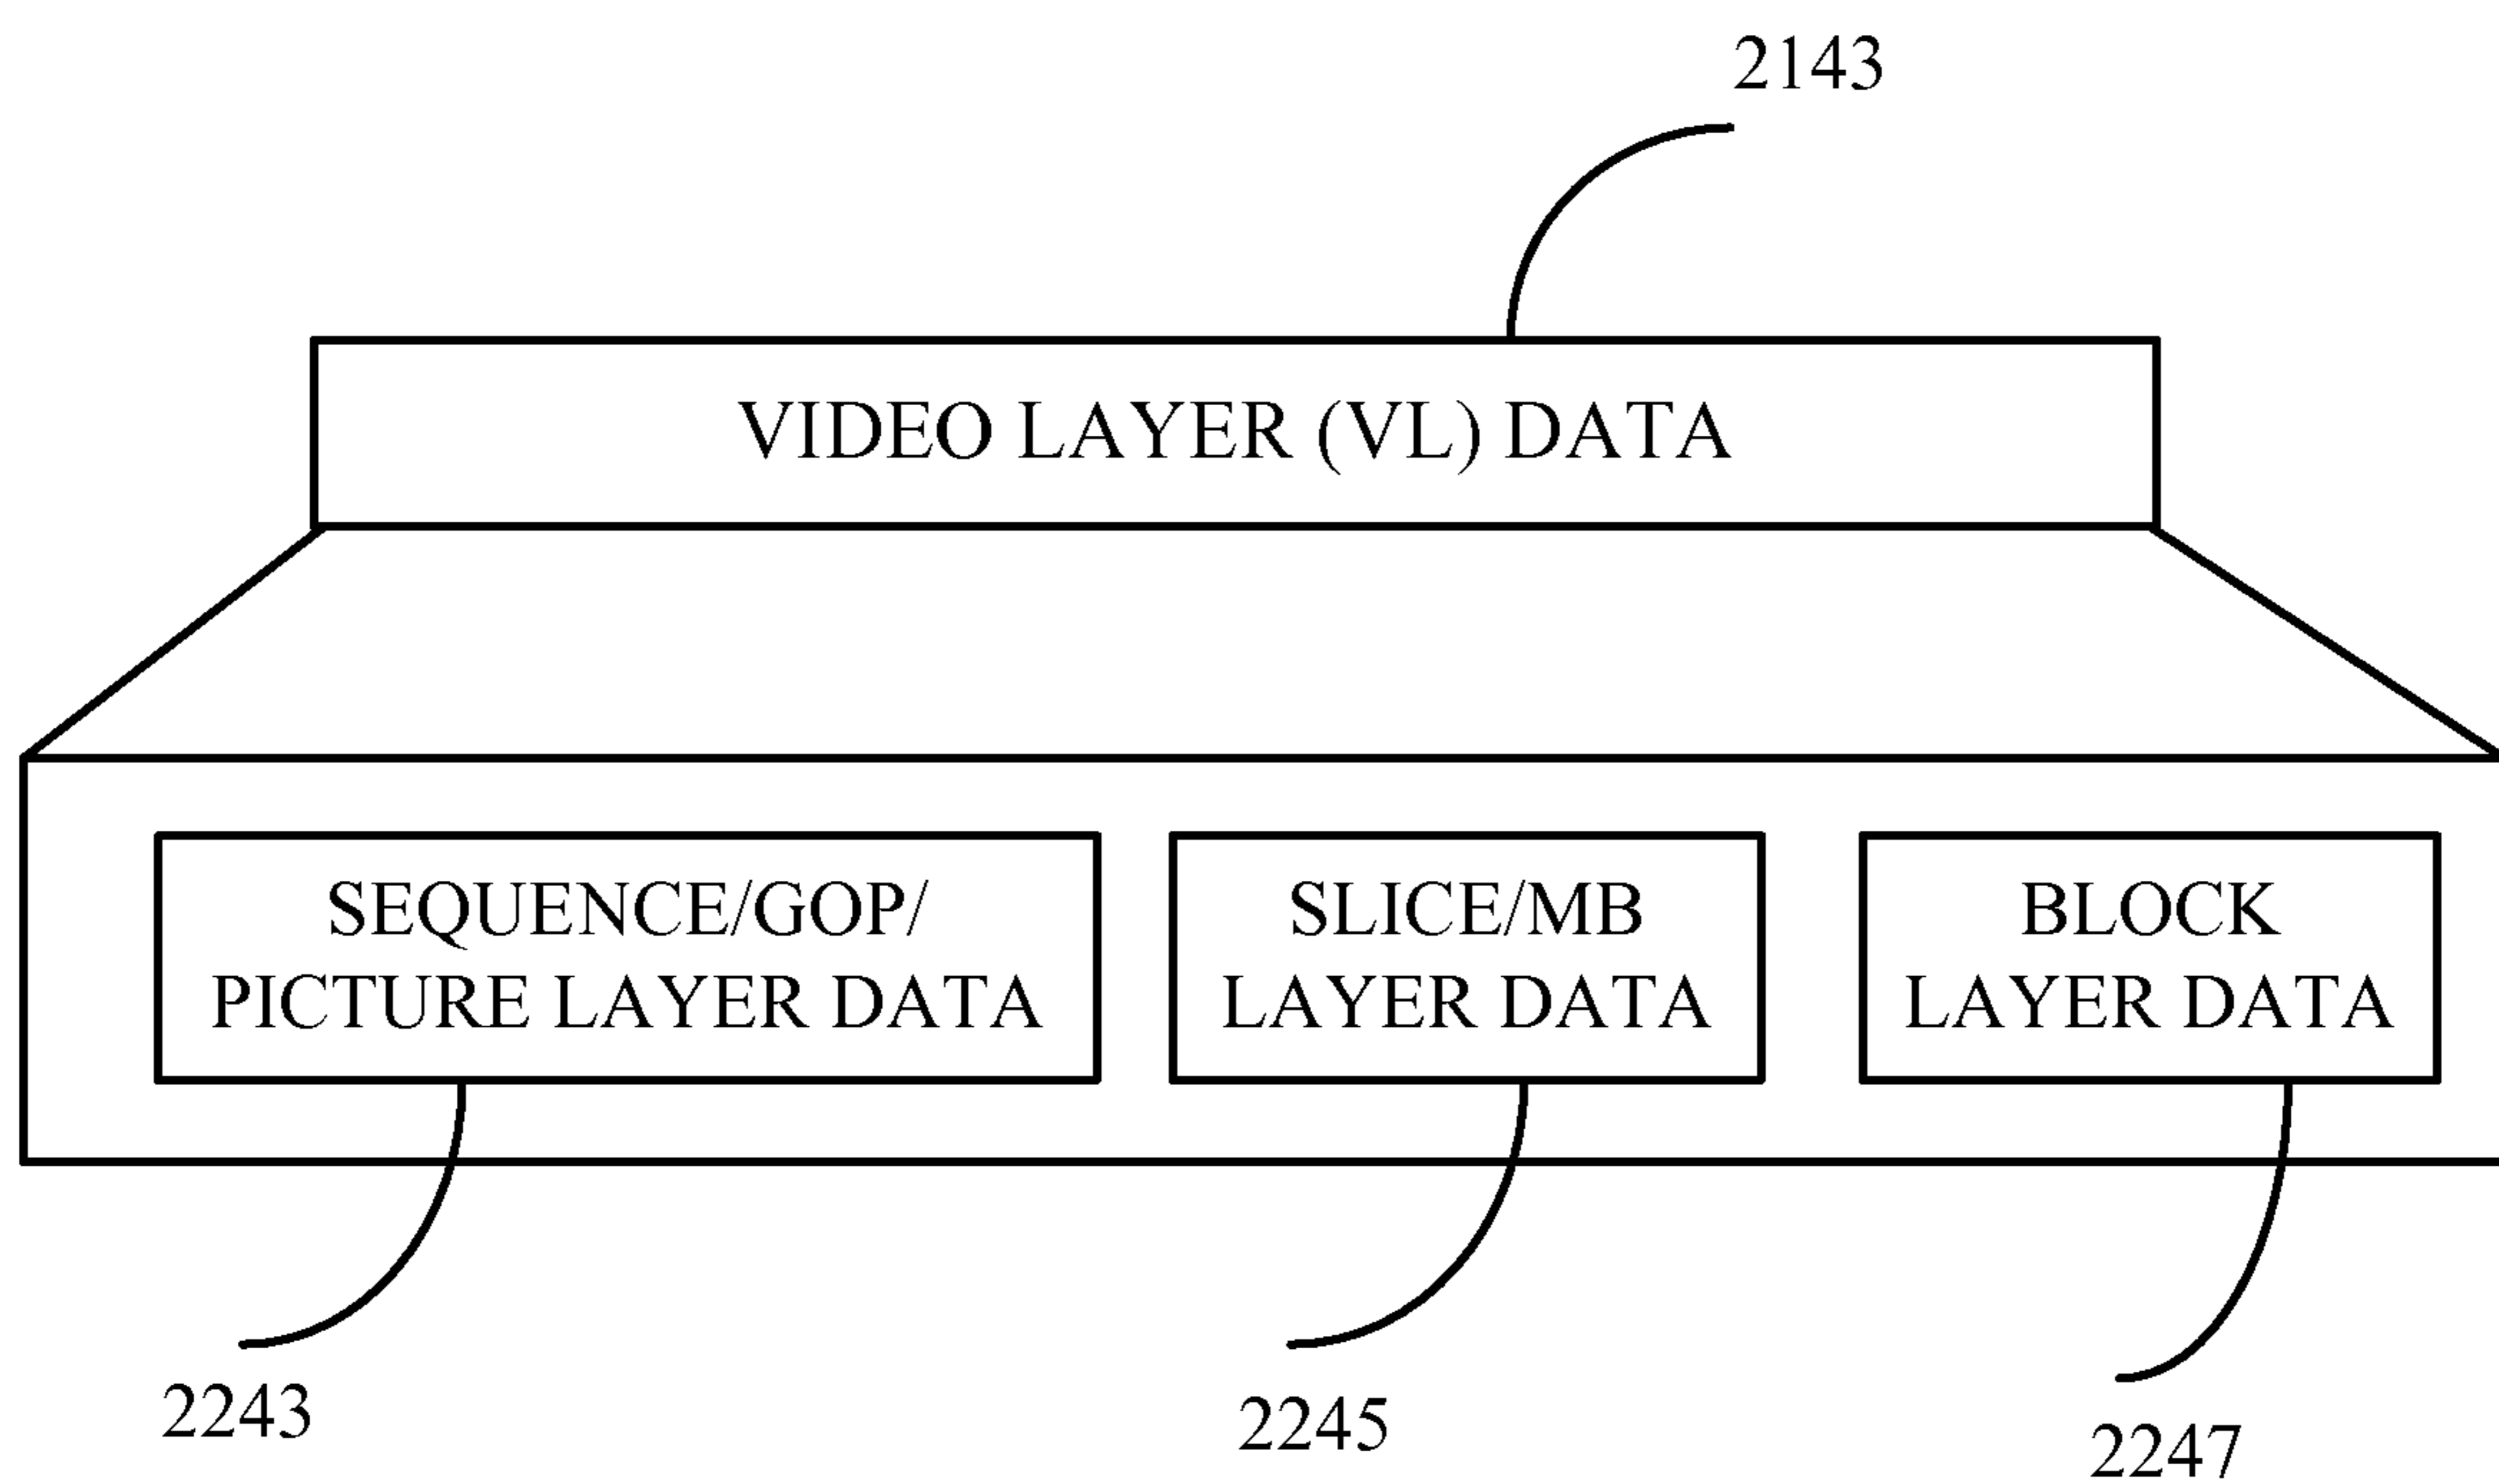 2143
VIDEO LAYER (VL) DATA
SEQUENCE/GOP/
PICTURE LAYER DATA
SLICE/MB
LAYER DATA
BLOCK
LAYER DATA
2243
2245
2247